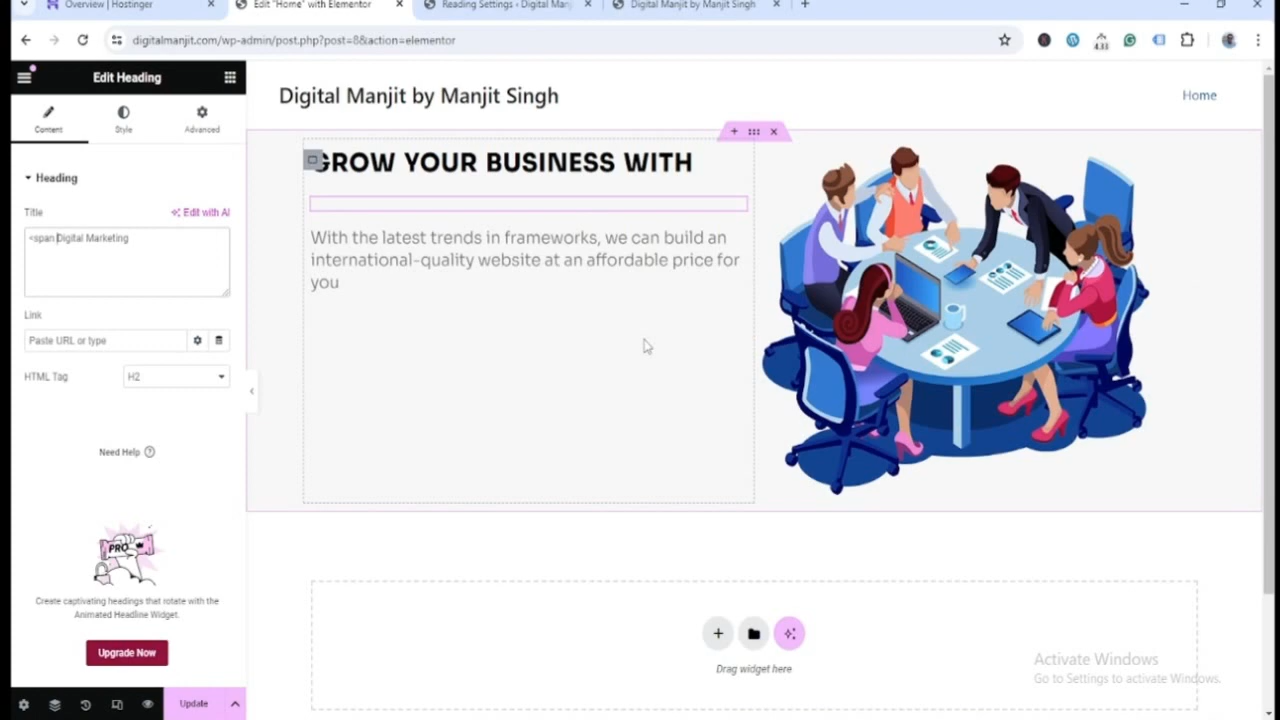 Overview | Hostinger
Edit "Home" with Elementor
Reading Settings ‹ Digital Manj
Digital Manjit by Manjit Singh
digitalmanjit.com/wp-admin/post.php?post=8&action=elementor
4.33
Edit Heading
Content
Style
Advanced
Heading
Title
Edit with AI
<span Digital Marketing
Link
Paste URL or type
HTML Tag
H2
Need Help
PRO
Create captivating headings that rotate with the
Animated Headline Widget.
Upgrade Now
Update
Digital Manjit by Manjit Singh
Home
GROW YOUR BUSINESS WITH
With the latest trends in frameworks, we can build an
international-quality website at an affordable price for
you
Drag widget here
Activate Windows
Go to Settings to activate Windows.